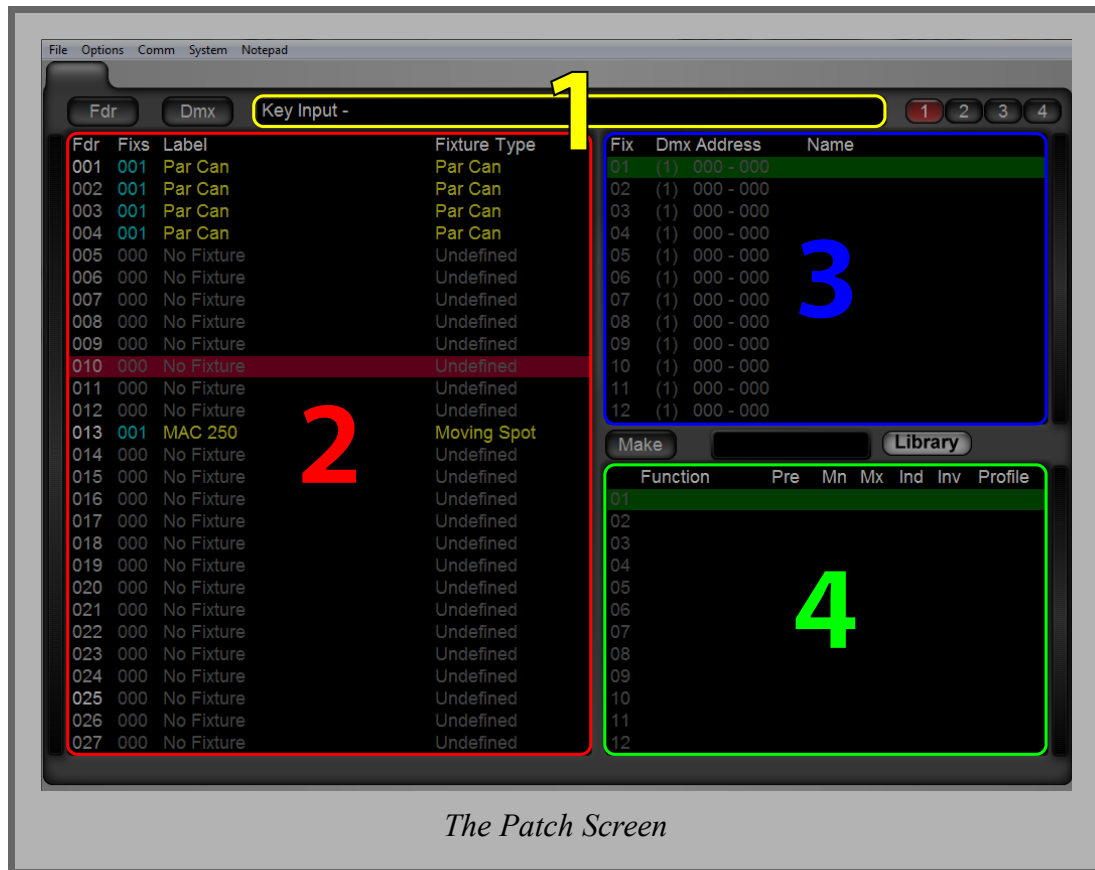 File Options Comm System Notepad
Fdr Dmx Key Input - 1 2 3 4
1
Fdr Fixs Label Fixture Type
001 001 Par Can Par Can
002 001 Par Can Par Can
003 001 Par Can Par Can
004 001 Par Can Par Can
005 000 No Fixture Undefined
006 000 No Fixture Undefined
007 000 No Fixture Undefined
008 000 No Fixture Undefined
009 000 No Fixture Undefined
010 000 No Fixture Undefined
011 000 No Fixture Undefined
012 000 No Fixture Undefined
013 001 MAC 250 Moving Spot
014 000 No Fixture Undefined
015 000 No Fixture Undefined
016 000 No Fixture Undefined
017 000 No Fixture Undefined
018 000 No Fixture Undefined
019 000 No Fixture Undefined
020 000 No Fixture Undefined
021 000 No Fixture Undefined
022 000 No Fixture Undefined
023 000 No Fixture Undefined
024 000 No Fixture Undefined
025 000 No Fixture Undefined
026 000 No Fixture Undefined
027 000 No Fixture Undefined
2
Fix Dmx Address Name
01 (1) 000 - 000
02 (1) 000 - 000
03 (1) 000 - 000
04 (1) 000 - 000
05 (1) 000 - 000
06 (1) 000 - 000
07 (1) 000 - 000
08 (1) 000 - 000
09 (1) 000 - 000
10 (1) 000 - 000
11 (1) 000 - 000
12 (1) 000 - 000
3
Make Library
Function Pre Mn Mx Ind Inv Profile
01
02
03
04
05
06
07
08
09
10
11
12
4
The Patch Screen